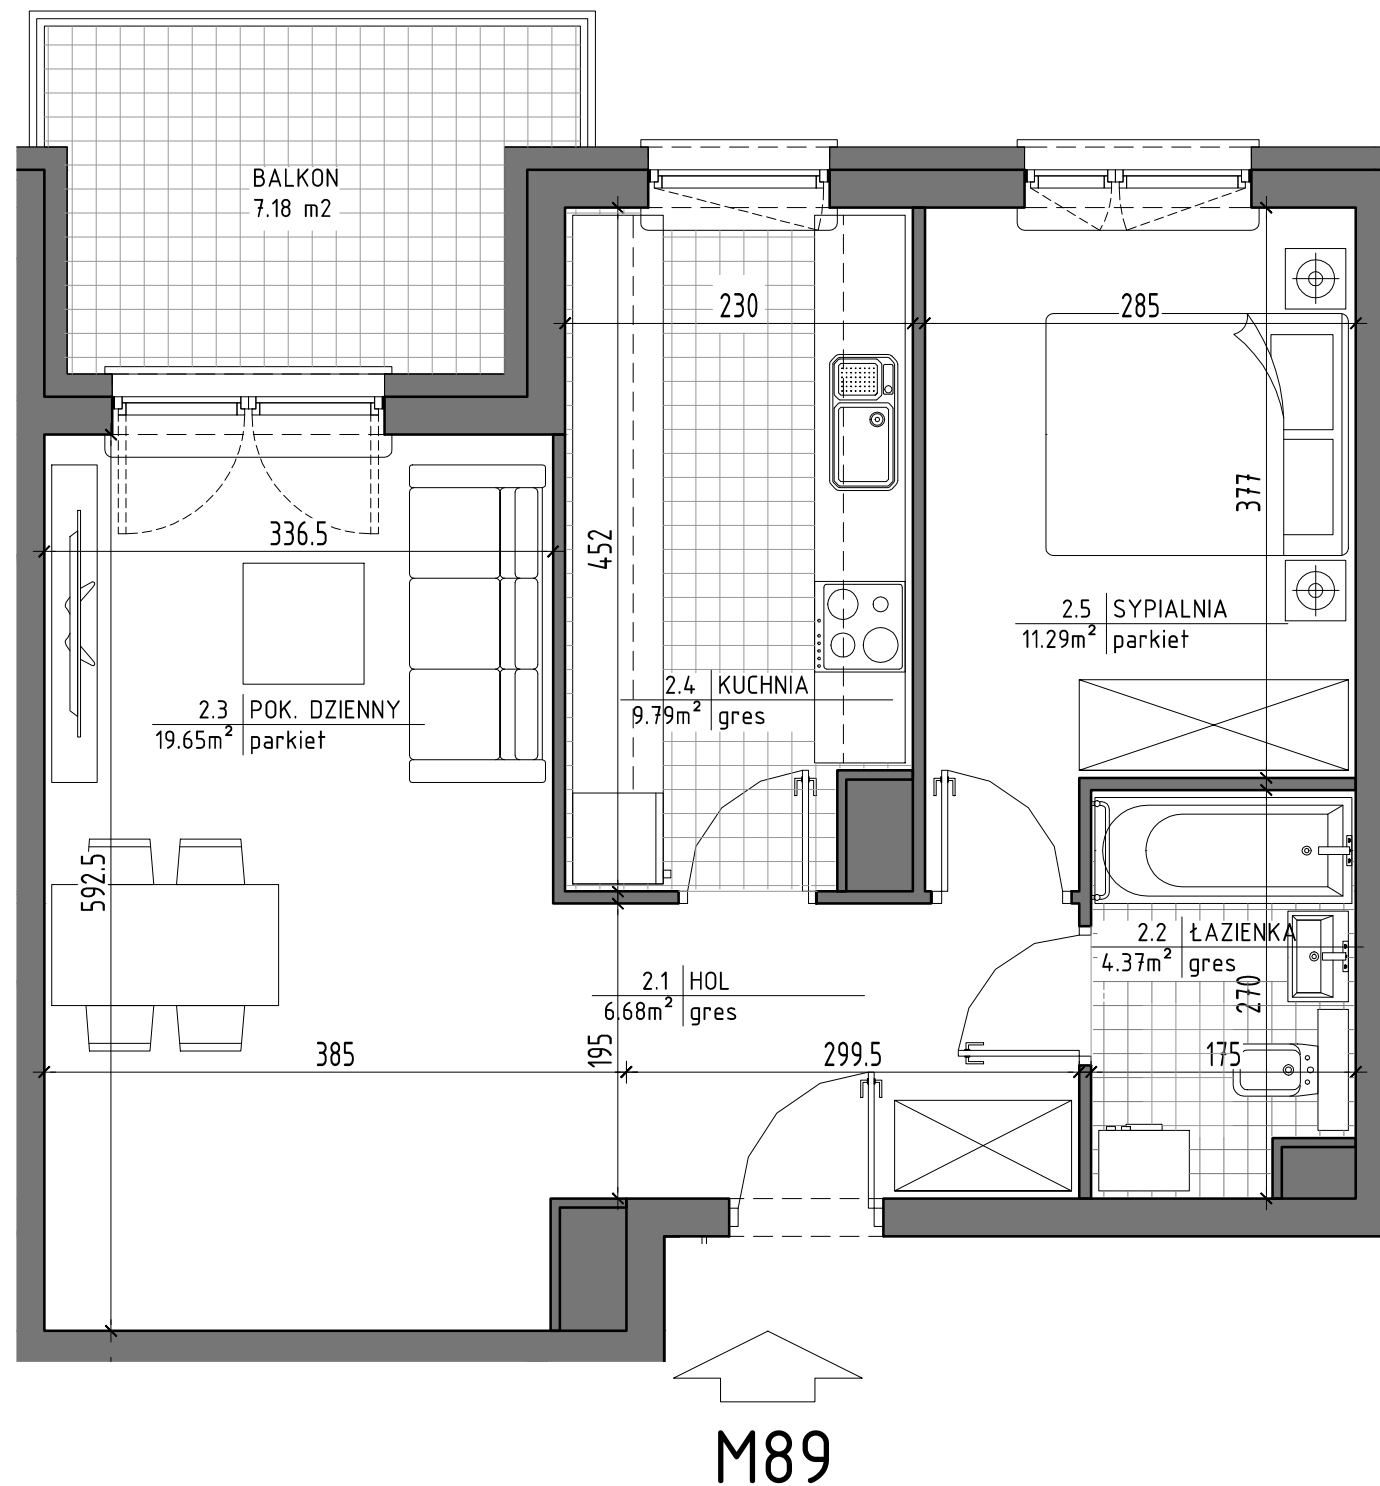 BALKON
7.18 m2
230
285
452
377
336.5
2.5 SYPIALNIA
11.29m² parkiet
2.4 KUCHNIA
9.79m² gres
2.3 POK. DZIENNY
19.65m² parkiet
592.5
2.2 ŁAZIENKA
4.37m² gres
270
2.1 HOL
6.68m² gres
385
195
299.5
175
M89